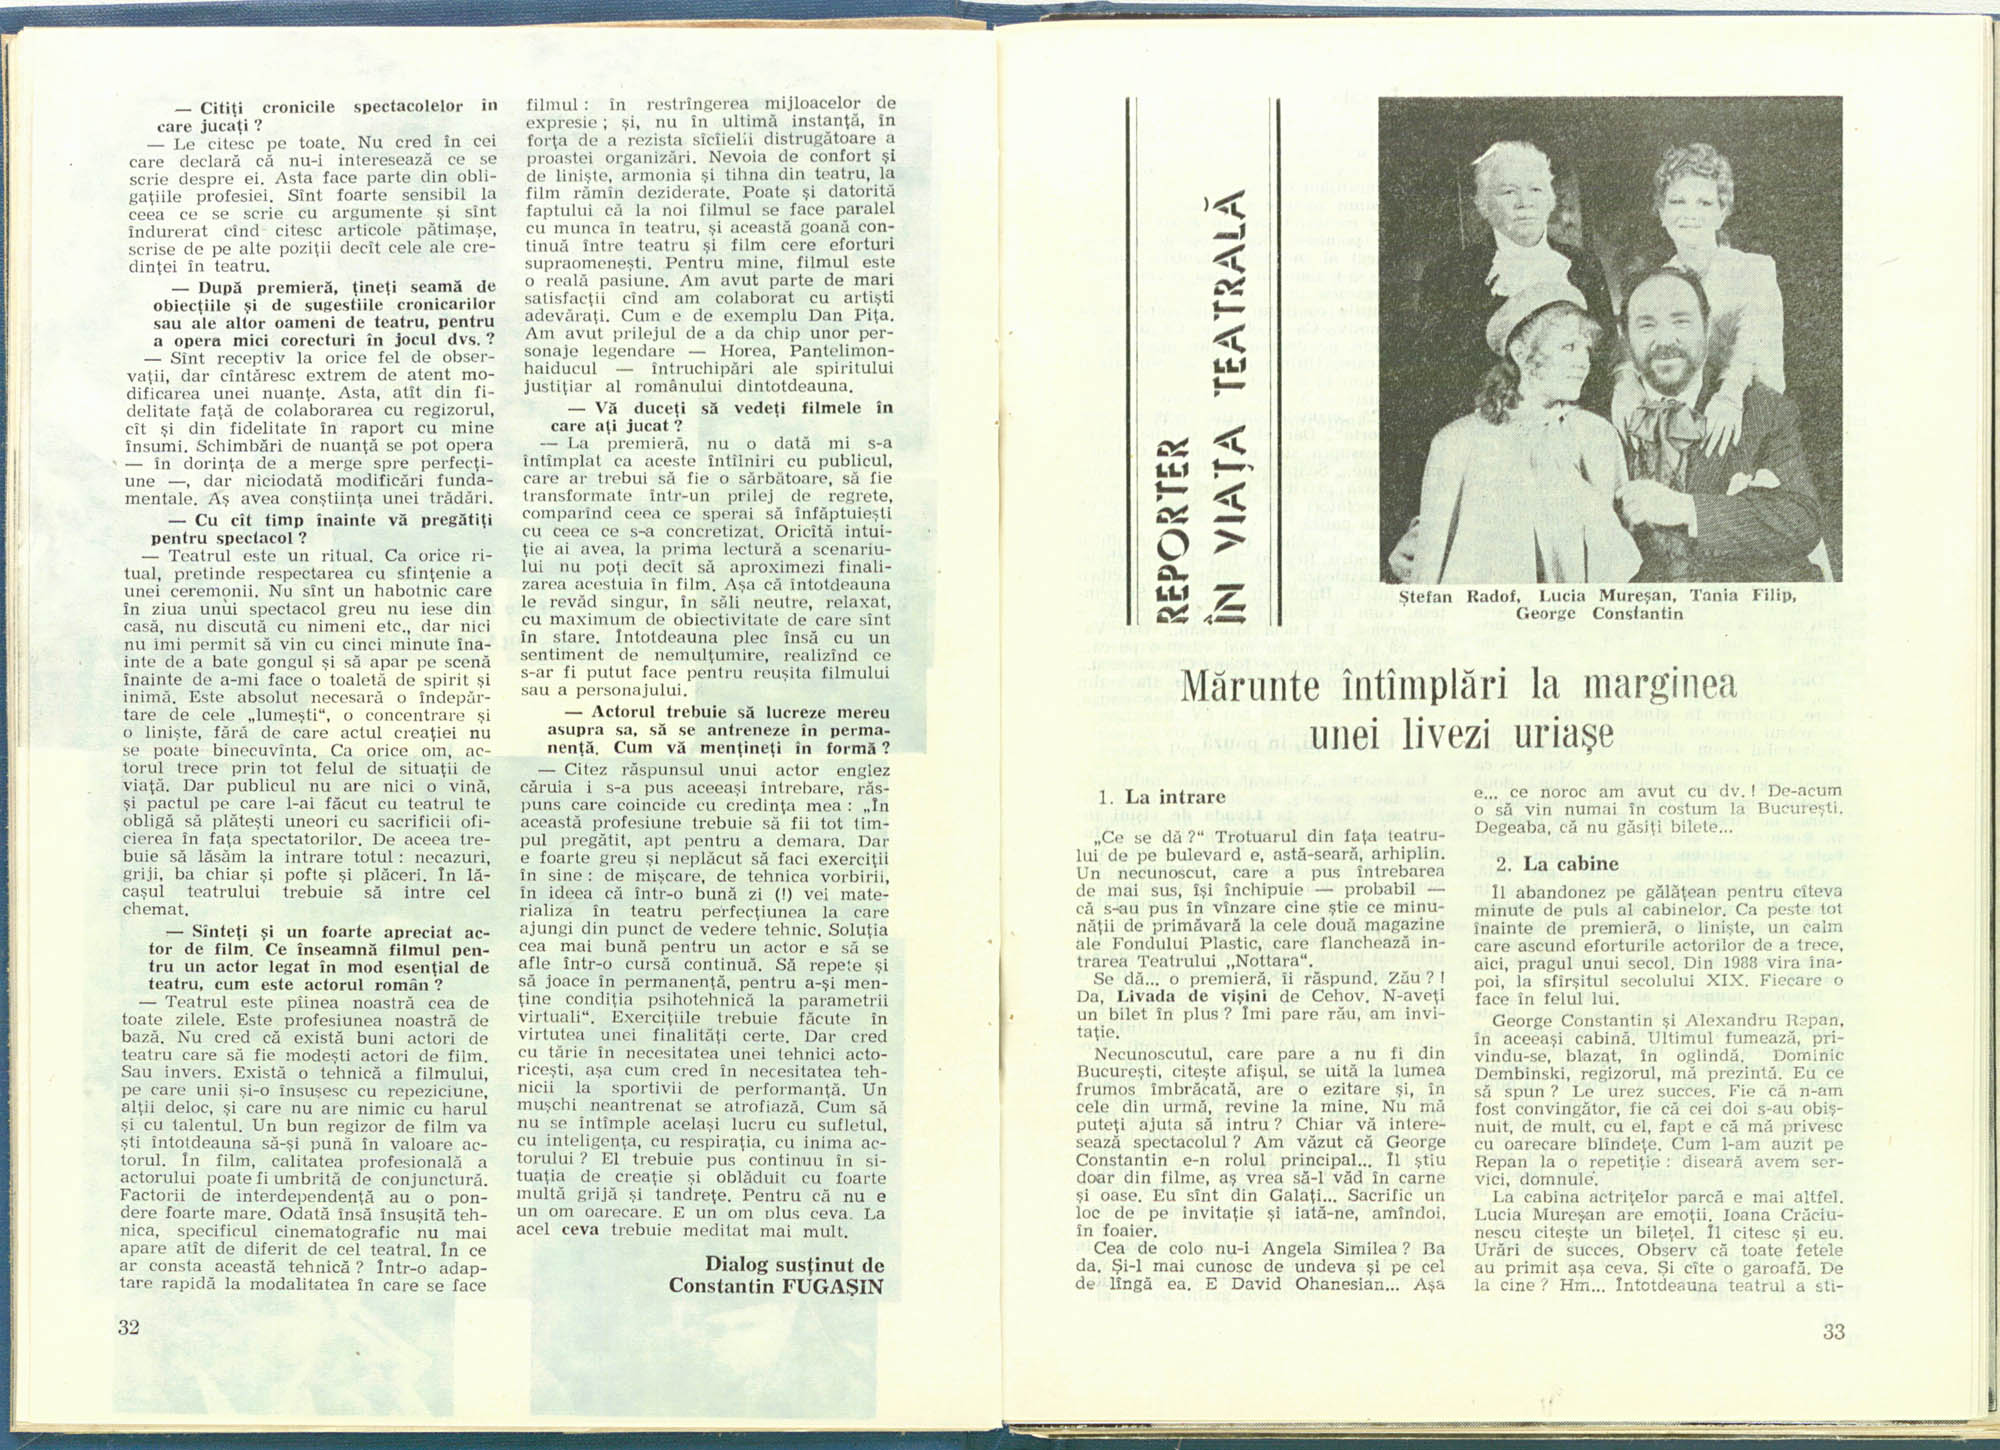 — Citiți cronicile spectacolelor în
care jucați ?
— Le citesc pe toate. Nu cred în cei
care declară că nu-i interesează ce se
scrie despre ei. Asta face parte din obli-
gațiile profesiei. Sînt foarte sensibil la
ceea ce se scrie cu argumente și sînt
îndurerat cînd citesc articole pătimașe,
scrise de pe alte poziții decît cele ale cre-
dinței în teatru.
— După premieră, țineți seamă de
obiecțiile și de sugestiile cronicarilor
sau ale altor oameni de teatru, pentru
a opera mici corecturi în jocul dvs. ?
— Sînt receptiv la orice fel de obser-
vații, dar cîntăresc extrem de atent mo-
dificarea unei nuanțe. Asta, atît din fi-
delitate față de colaborarea cu regizorul,
cît și din fidelitate în raport cu mine
însumi. Schimbări de nuanță se pot opera
— în dorința de a merge spre perfecți-
une —, dar niciodată modificări funda-
mentale. Aș avea conștiința unei trădări.
— Cu cît timp înainte vă pregătiți
pentru spectacol ?
— Teatrul este un ritual. Ca orice ri-
tual, pretinde respectarea cu sfințenie a
unei ceremonii. Nu sînt un habotnic care
în ziua unui spectacol greu nu iese din
casă, nu discută cu nimeni etc., dar nici
nu îmi permit să vin cu cinci minute îna-
inte de a bate gongul și să apar pe scenă
înainte de a-mi face o toaletă de spirit și
inimă. Este absolut necesară o îndepăr-
tare de cele „lumești“, o concentrare și
o liniște, fără de care actul creației nu
se poate binecuvînta. Ca orice om, ac-
torul trece prin tot felul de situații de
viață. Dar publicul nu are nici o vină,
și pactul pe care l-ai făcut cu teatrul te
obligă să plătești uneori cu sacrificii ofi-
cierea în fața spectatorilor. De aceea tre-
buie să lăsăm la intrare totul : necazuri,
griji, ba chiar și pofte și plăceri. În lă-
cașul teatrului trebuie să intre cel
chemat.
— Sînteți și un foarte apreciat ac-
tor de film. Ce înseamnă filmul pen-
tru un actor legat în mod esențial de
teatru, cum este actorul român ?
— Teatrul este pîinea noastră cea de
toate zilele. Este profesiunea noastră de
bază. Nu cred că există buni actori de
teatru care să fie modești actori de film.
Sau invers. Există o tehnică a filmului,
pe care unii și-o însușesc cu repeziciune,
alții deloc, și care nu are nimic cu harul
și cu talentul. Un bun regizor de film va
ști întotdeauna să-și pună în valoare ac-
torul. În film, calitatea profesională a
actorului poate fi umbrită de conjunctură.
Factorii de interdependență au o pon-
dere foarte mare. Odată însă însușită teh-
nica, specificul cinematografic nu mai
apare atît de diferit de cel teatral. În ce
ar consta această tehnică ? Într-o adap-
tare rapidă la modalitatea în care se face
32
filmul : în restrîngerea mijloacelor de
expresie ; și, nu în ultimă instanță, în
forța de a rezista sîcîielii distrugătoare a
proastei organizări. Nevoia de confort și
de liniște, armonia și tihna din teatru, la
film rămîn deziderate. Poate și datorită
faptului că la noi filmul se face paralel
cu munca în teatru, și această goană con-
tinuă între teatru și film cere eforturi
supraomenești. Pentru mine, filmul este
o reală pasiune. Am avut parte de mari
satisfacții cînd am colaborat cu artiști
adevărați. Cum e de exemplu Dan Pița.
Am avut prilejul de a da chip unor per-
sonaje legendare — Horea, Pantelimon-
haiducul — întruchipări ale spiritului
justițiar al românului dintotdeauna.
— Vă duceți să vedeți filmele în
care ați jucat ?
— La premieră, nu o dată mi s-a
întîmplat ca aceste întîlniri cu publicul,
care ar trebui să fie o sărbătoare, să fie
transformate într-un prilej de regrete,
comparînd ceea ce sperai să înfăptuiești
cu ceea ce s-a concretizat. Oricîtă intui-
ție ai avea, la prima lectură a scenariu-
lui nu poți decît să aproximezi finali-
zarea acestuia în film. Așa că întotdeauna
le revăd singur, în săli neutre, relaxat,
cu maximum de obiectivitate de care sînt
în stare. Întotdeauna plec însă cu un
sentiment de nemulțumire, realizînd ce
s-ar fi putut face pentru reușita filmului
sau a personajului.
— Actorul trebuie să lucreze mereu
asupra sa, să se antreneze în perma-
nență. Cum vă mențineți în formă ?
— Citez răspunsul unui actor englez
căruia i s-a pus aceeași întrebare, răs-
puns care coincide cu credința mea : „În
această profesiune trebuie să fii tot tim-
pul pregătit, apt pentru a demara. Dar
e foarte greu și neplăcut să faci exerciții
în sine : de mișcare, de tehnica vorbirii,
în ideea că într-o bună zi (!) vei mate-
rializa în teatru perfecțiunea la care
ajungi din punct de vedere tehnic. Soluția
cea mai bună pentru un actor e să se
afle într-o cursă continuă. Să repete și
să joace în permanență, pentru a-și men-
ține condiția psihotehnică la parametrii
virtuali“. Exercițiile trebuie făcute în
virtutea unei finalități certe. Dar cred
cu tărie în necesitatea unei tehnici acto-
ricești, așa cum cred în necesitatea teh-
nicii la sportivii de performanță. Un
mușchi neantrenat se atrofiază. Cum să
nu se întîmple același lucru cu sufletul,
cu inteligența, cu respirația, cu inima ac-
torului ? El trebuie pus continuu în si-
tuația de creație și oblăduit cu foarte
multă grijă și tandrețe. Pentru că nu e
un om oarecare. E un om plus ceva. La
acel ceva trebuie meditat mai mult.
Dialog susținut de
Constantin FUGAȘIN
REPORTER
ÎN VIAȚA TEATRALĂ
Ștefan Radof, Lucia Mureșan, Tania Filip,
George Constantin
Mărunte întîmplări la marginea
unei livezi uriașe
1. La intrare
„Ce se dă ?“ Trotuarul din fața teatru-
lui de pe bulevard e, astă-seară, arhiplin.
Un necunoscut, care a pus întrebarea
de mai sus, își închipuie — probabil —
că s-au pus în vînzare cine știe ce minu-
nății de primăvară la cele două magazine
ale Fondului Plastic, care flanchează in-
trarea Teatrului „Nottara“.
Se dă... o premieră, îi răspund. Zău ? !
Da, Livada de vișini de Cehov. N-aveți
un bilet în plus ? Îmi pare rău, am invi-
tație.
Necunoscutul, care pare a nu fi din
București, citește afișul, se uită la lumea
frumos îmbrăcată, are o ezitare și, în
cele din urmă, revine la mine. Nu mă
puteți ajuta să intru ? Chiar vă intere-
sează spectacolul ? Am văzut că George
Constantin e-n rolul principal... Îl știu
doar din filme, aș vrea să-l văd în carne
și oase. Eu sînt din Galați... Sacrific un
loc de pe invitație și iată-ne, amîndoi,
în foaier.
Cea de colo nu-i Angela Similea ? Ba
da. Și-l mai cunosc de undeva și pe cel
de lîngă ea. E David Ohanesian... Așa
e... ce noroc am avut cu dv. ! De-acum
o să vin numai în costum la București.
Degeaba, că nu găsiți bilete...
2. La cabine
Îl abandonez pe gălățean pentru cîteva
minute de puls al cabinelor. Ca peste tot
înainte de premieră, o liniște, un calm
care ascund eforturile actorilor de a trece,
aici, pragul unui secol. Din 1988 vira îna-
poi, la sfîrșitul secolului XIX. Fiecare o
face în felul lui.
George Constantin și Alexandru Repan,
în aceeași cabină. Ultimul fumează, pri-
vindu-se, blazat, în oglindă. Dominic
Dembinski, regizorul, mă prezintă. Eu ce
să spun ? Le urez succes. Fie că n-am
fost convingător, fie că cei doi s-au obiș-
nuit, de mult, cu el, fapt e că mă privesc
cu oarecare blîndețe. Cum l-am auzit pe
Repan la o repetiție : diseară avem ser-
vici, domnule.
La cabina actrițelor parcă e mai altfel.
Lucia Mureșan are emoții. Ioana Crăciu-
nescu citește un bilețel. Îl citesc și eu.
Urări de succes. Observ că toate fetele
au primit așa ceva. Și cîte o garoafă. De
la cine ? Hm... Întotdeauna teatrul a sti-
33